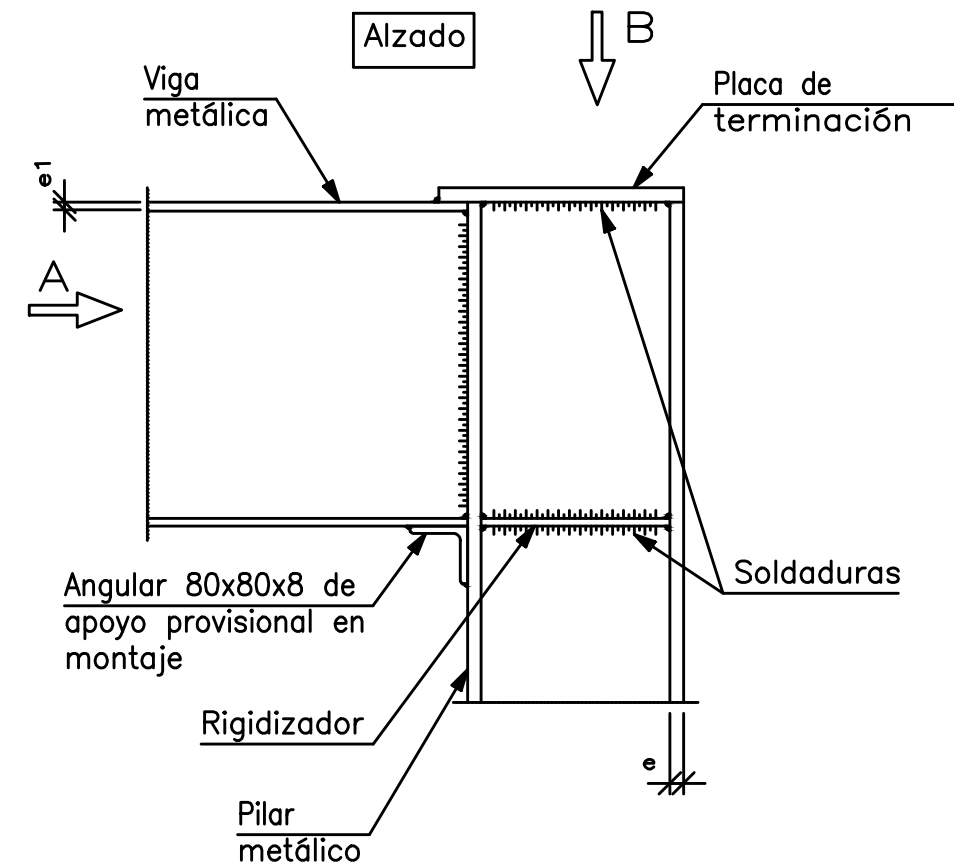 Alzado
B
Viga
metálica
Placa de
terminación
e1
A
Angular 80x80x8 de
apoyo provisional en
montaje
Soldaduras
Rigidizador
e
Pilar
metálico